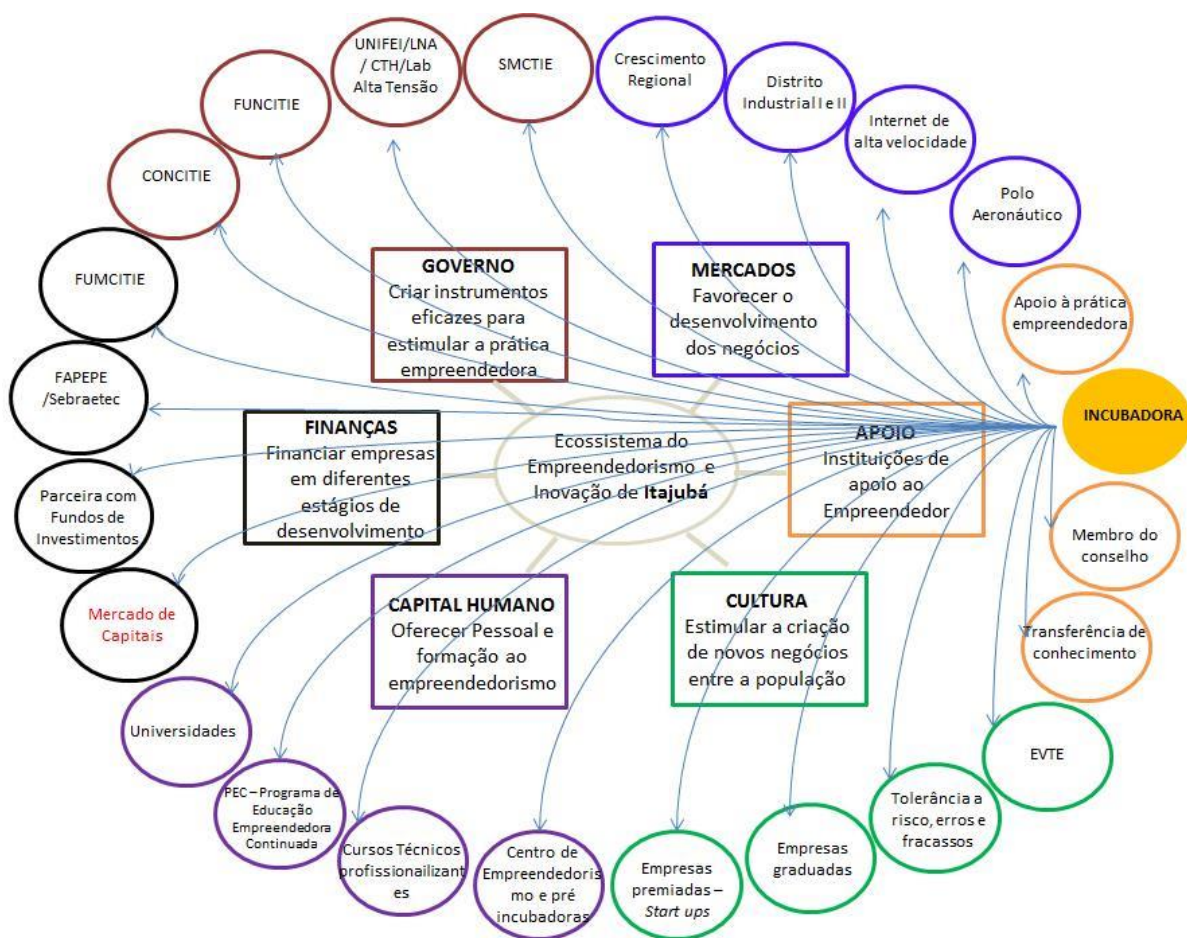 UNIFEI/LNA
/ CTH/Lab
Alta Tensão
SMCTIE
Crescimento
Regional
Distrito
Industrial I e II
Internet de
alta velocidade
Polo
Aeronáutico
FUNCITIE
CONCITIE
FUMCITIE
FAPEPE
/Sebraetec
Parceira com
Fundos de
Investimentos
Mercado de
Capitais
GOVERNO
Criar instrumentos
eficazes para
estimular a prática
empreendedora
MERCADOS
Favorecer o
desenvolvimento
dos negócios
Apoio à prática
empreendedora
INCUBADORA
FINANÇAS
Financiar empresas
em diferentes
estágios de
desenvolvimento
Ecossistema do
Empreendedorismo e
Inovação de Itajubá
APOIO
Instituições de
apoio ao
Empreendedor
Membro do
conselho
Transferência de
conhecimento
CAPITAL HUMANO
Oferecer Pessoal e
formação ao
empreendedorismo
CULTURA
Estimular a criação
de novos negócios
entre a população
Universidades
PEC – Programa de
Educação
Empreendedora
Continuada
Cursos Técnicos
profissionailizant
es
Centro de
Empreendedoris
mo e pré
incubadoras
Empresas
premiadas –
Start ups
Empresas
graduadas
Tolerância a
risco, erros e
fracassos
EVTE